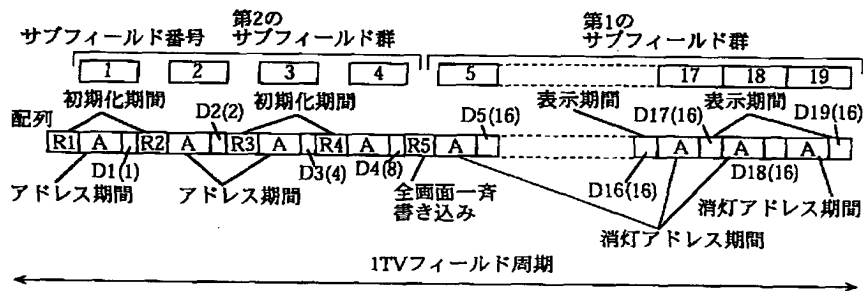 第2の
サブフィールド群
第1の
サブフィールド群
サブフィールド番号
1 2 3 4 5 17 18 19
初期化期間 D2(2) 初期化期間 D5(16) 表示期間 D17(16) 表示期間 D19(16)
配列
R1 A R2 A R3 A R4 A R5 A A A A
D1(1) D3(4) D4(8) D16(16) D18(16)
アドレス期間 アドレス期間 全画面一斉
書き込み
消灯アドレス期間
消灯アドレス期間
1TVフィールド周期